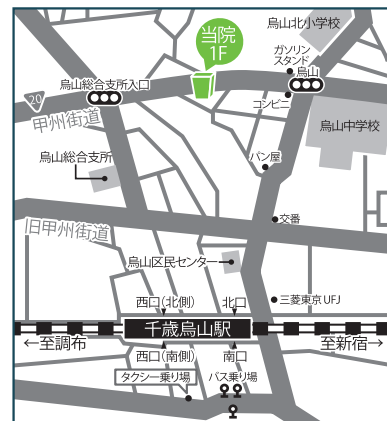 烏山北小学校
当院
1F
ガソリン
スタンド
烏山
烏山総合支所入口
20
コンビニ
甲州街道
烏山中学校
烏山総合支所
パン屋
交番
旧甲州街道
烏山区民センター
西口(北側)
北口
三菱東京UFJ
千歳烏山駅
←至調布
至新宿→
西口(南側)
南口
タクシー乗り場
バス乗り場